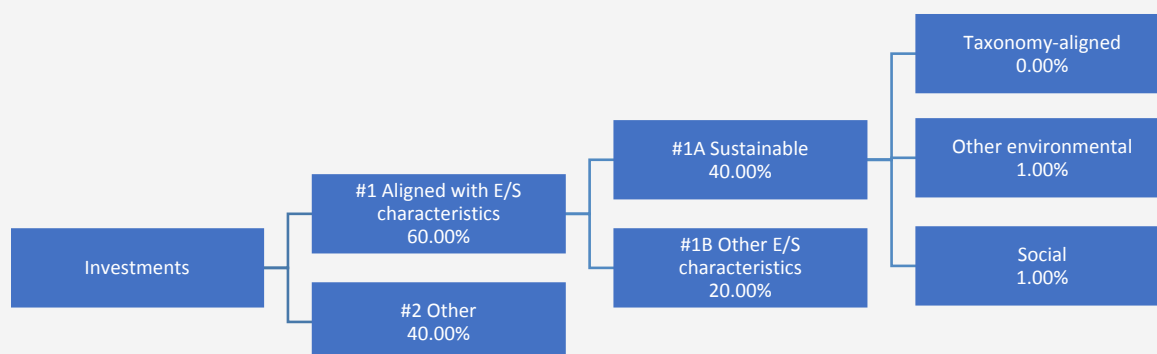 Investments
#1 Aligned with E/S
characteristics
60.00%
#2 Other
40.00%
#1A Sustainable
40.00%
#1B Other E/S
characteristics
20.00%
Taxonomy-aligned
0.00%
Other environmental
1.00%
Social
1.00%